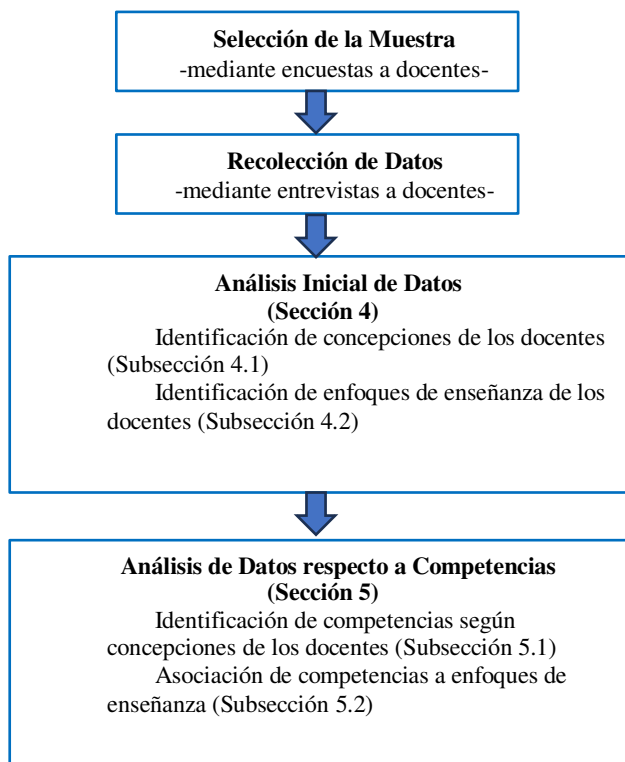 Selección de la Muestra
-mediante encuestas a docentes-
Recolección de Datos
-mediante entrevistas a docentes-
Análisis Inicial de Datos
(Sección 4)
Identificación de concepciones de los docentes
(Subsección 4.1)
Identificación de enfoques de enseñanza de los
docentes (Subsección 4.2)
Análisis de Datos respecto a Competencias
(Sección 5)
Identificación de competencias según
concepciones de los docentes (Subsección 5.1)
Asociación de competencias a enfoques de
enseñanza (Subsección 5.2)